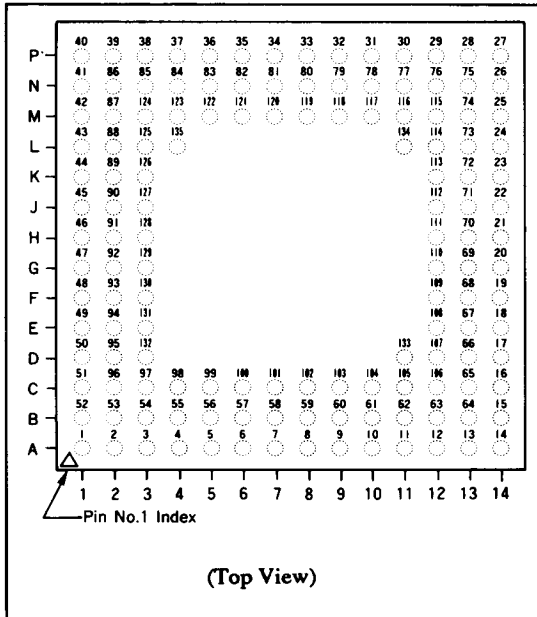 40 39 38 37 36 35 34 33 32 31 30 29 28 27
P
41 86 85 84 83 82 81 80 79 78 77 76 75 26
N
42 87 124 123 122 121 120 119 118 117 116 115 74 25
M
43 88 125 135 134 114 73 24
L
44 89 126 113 72 23
K
45 90 127 112 71 22
J
46 91 128 111 70 21
H
47 92 129 110 69 20
G
48 93 130 109 68 19
F
49 94 131 108 67 18
E
50 95 132 133 107 66 17
D
51 96 97 98 99 100 101 102 103 104 105 106 65 16
C
52 53 54 55 56 57 58 59 60 61 62 63 64 15
B
1 2 3 4 5 6 7 8 9 10 11 12 13 14
A
1 2 3 4 5 6 7 8 9 10 11 12 13 14
Pin No.1 Index
(Top View)